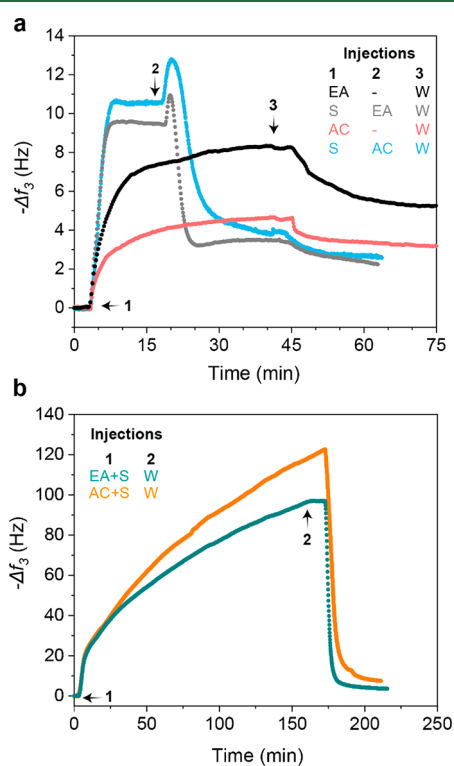 a
14
12
10
8
6
4
2
0
-Δf3 (Hz)
2
3
1
Injections
1 2 3
EA - W
S EA W
AC - W
S AC W
0 15 30 45 60 75
Time (min)
b
140
120
100
80
60
40
20
0
-Δf3 (Hz)
Injections
1 2
EA+S W
AC+S W
2
1
0 50 100 150 200 250
Time (min)